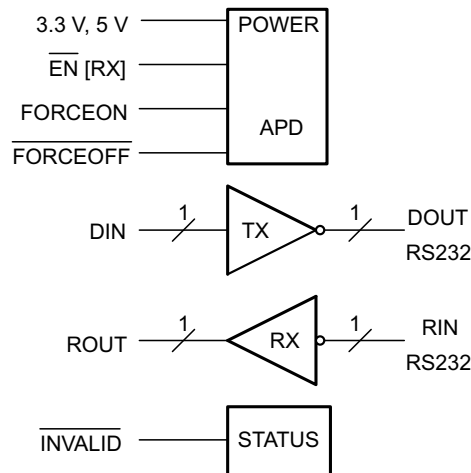 3.3 V, 5 V
POWER
EN [RX]
FORCEON
APD
FORCEOFF
DIN
1
TX
1
DOUT
RS232
ROUT
1
RX
1
RIN
RS232
INVALID
STATUS